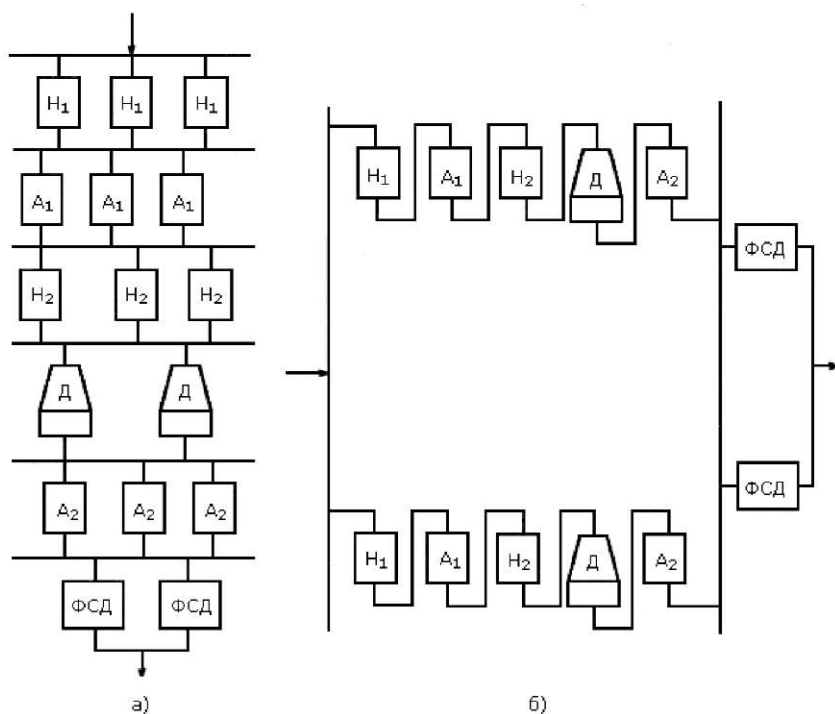 Н₁ Н₁ Н₁
А₁ А₁ А₁
Н₂ Н₂ Н₂
Д Д
А₂ А₂ А₂
ФСД ФСД
а)
Н₁ А₁ Н₂ Д А₂
ФСД
ФСД
Н₁ А₁ Н₂ Д А₂
б)